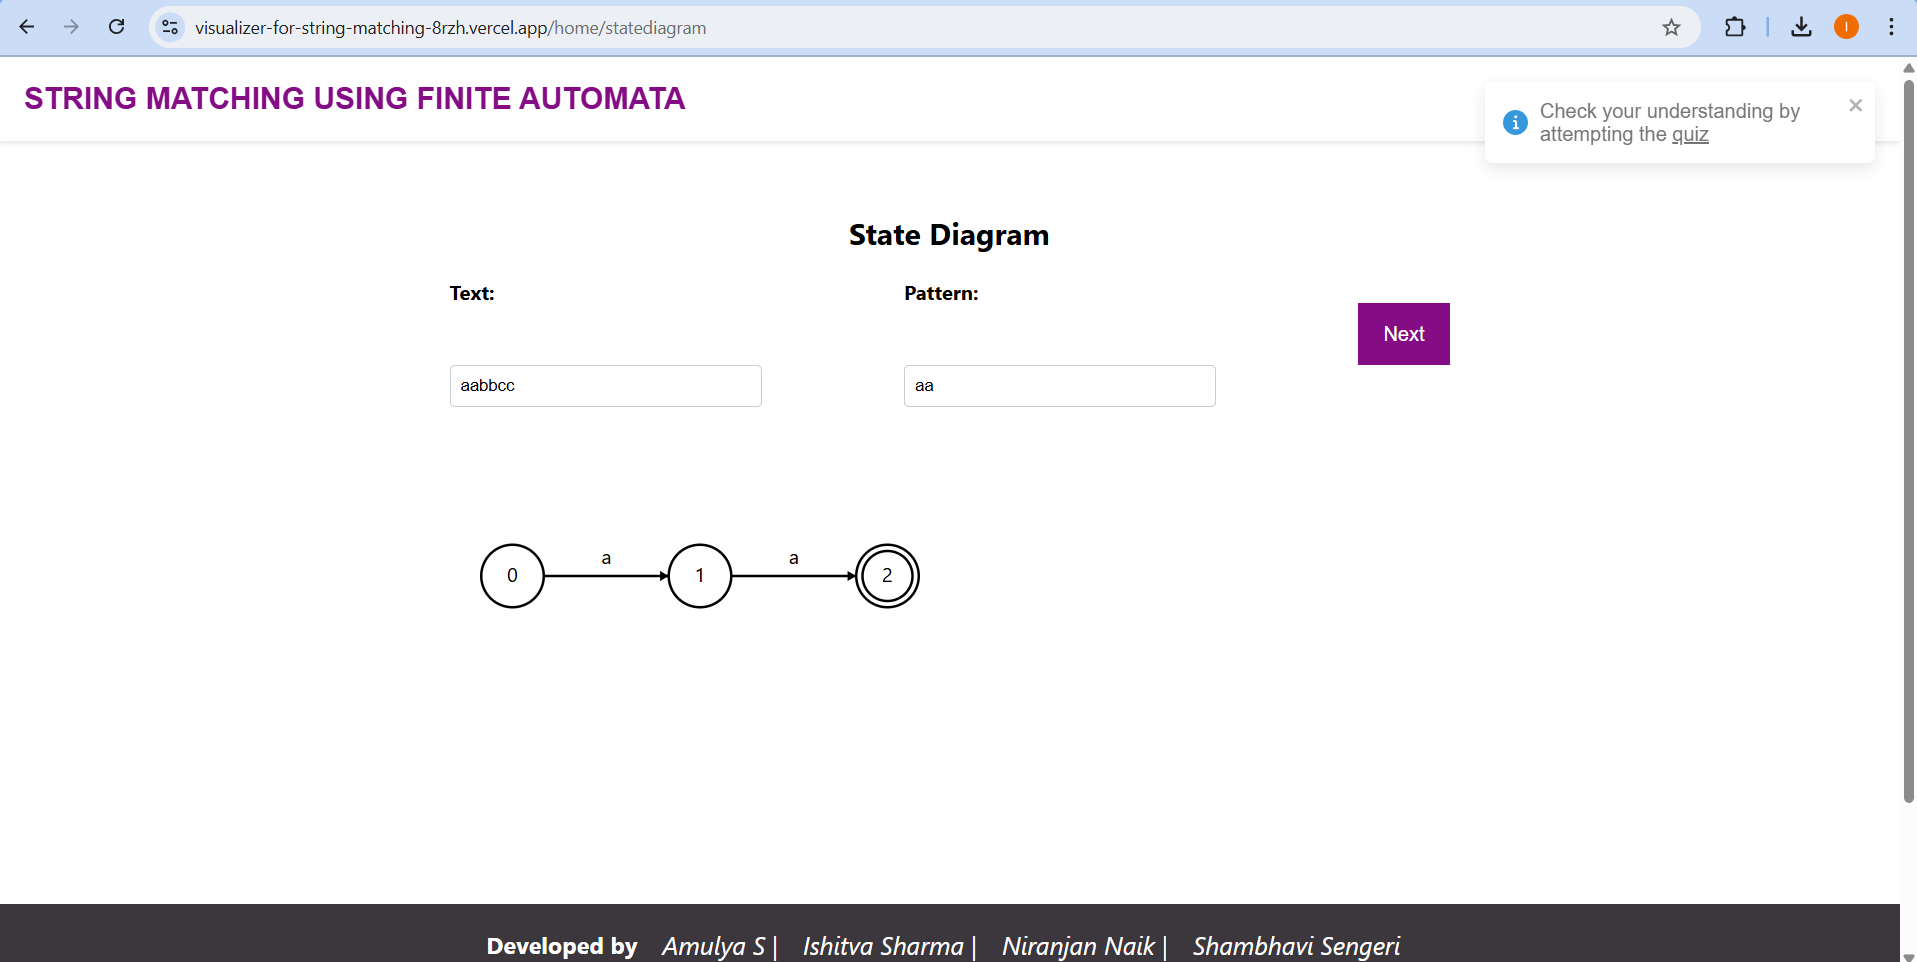 visualizer-for-string-matching-8rzh.vercel.app/home/statediagram
I
STRING MATCHING USING FINITE AUTOMATA
Check your understanding by
attempting the quiz
State Diagram
Text:
Pattern:
Next
aabbcc
aa
a
a
0
1
2
Developed by Amulya S | Ishitva Sharma | Niranjan Naik | Shambhavi Sengeri